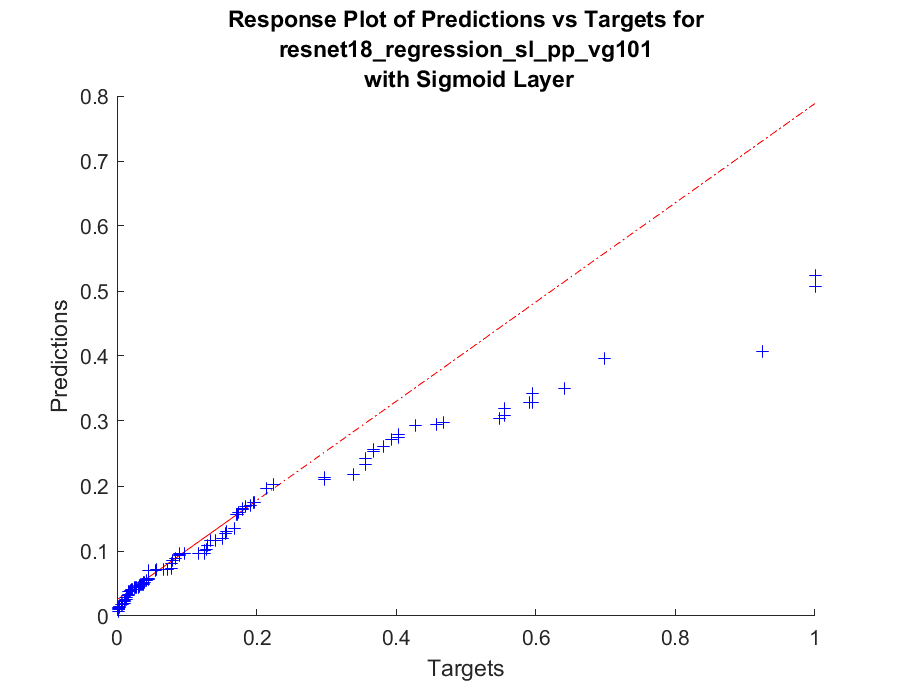 Response Plot of Predictions vs Targets for
resnet18_regression_sl_pp_vg101
with Sigmoid Layer
0.8
0.7
0.6
0.5
0.4
0.3
0.2
0.1
0
Predictions
0 0.2 0.4 0.6 0.8 1
Targets